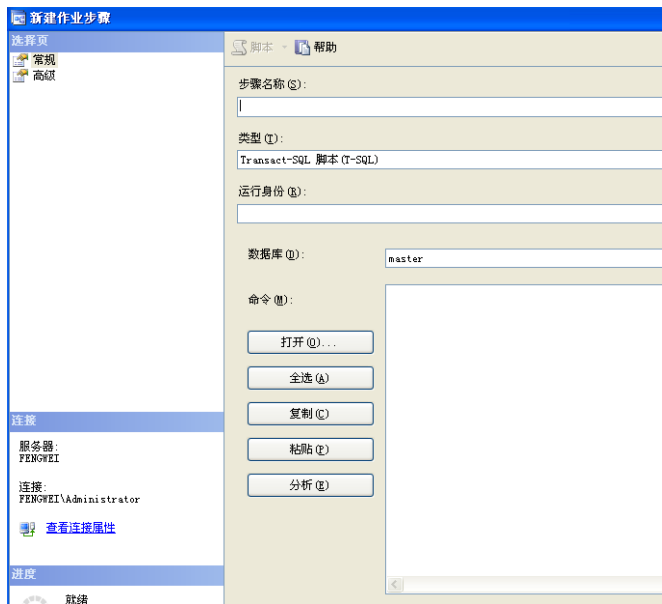 新建作业步骤
选择页
常规
高级
脚本
帮助
步骤名称(S):
类型(T):
Transact-SQL 脚本(T-SQL)
运行身份(R):
数据库(D):
master
命令(M):
打开(O)...
全选(A)
复制(C)
粘贴(P)
分析(E)
连接
服务器:
FENGWEI
连接:
FENGWEI\Administrator
查看连接属性
进度
就绪